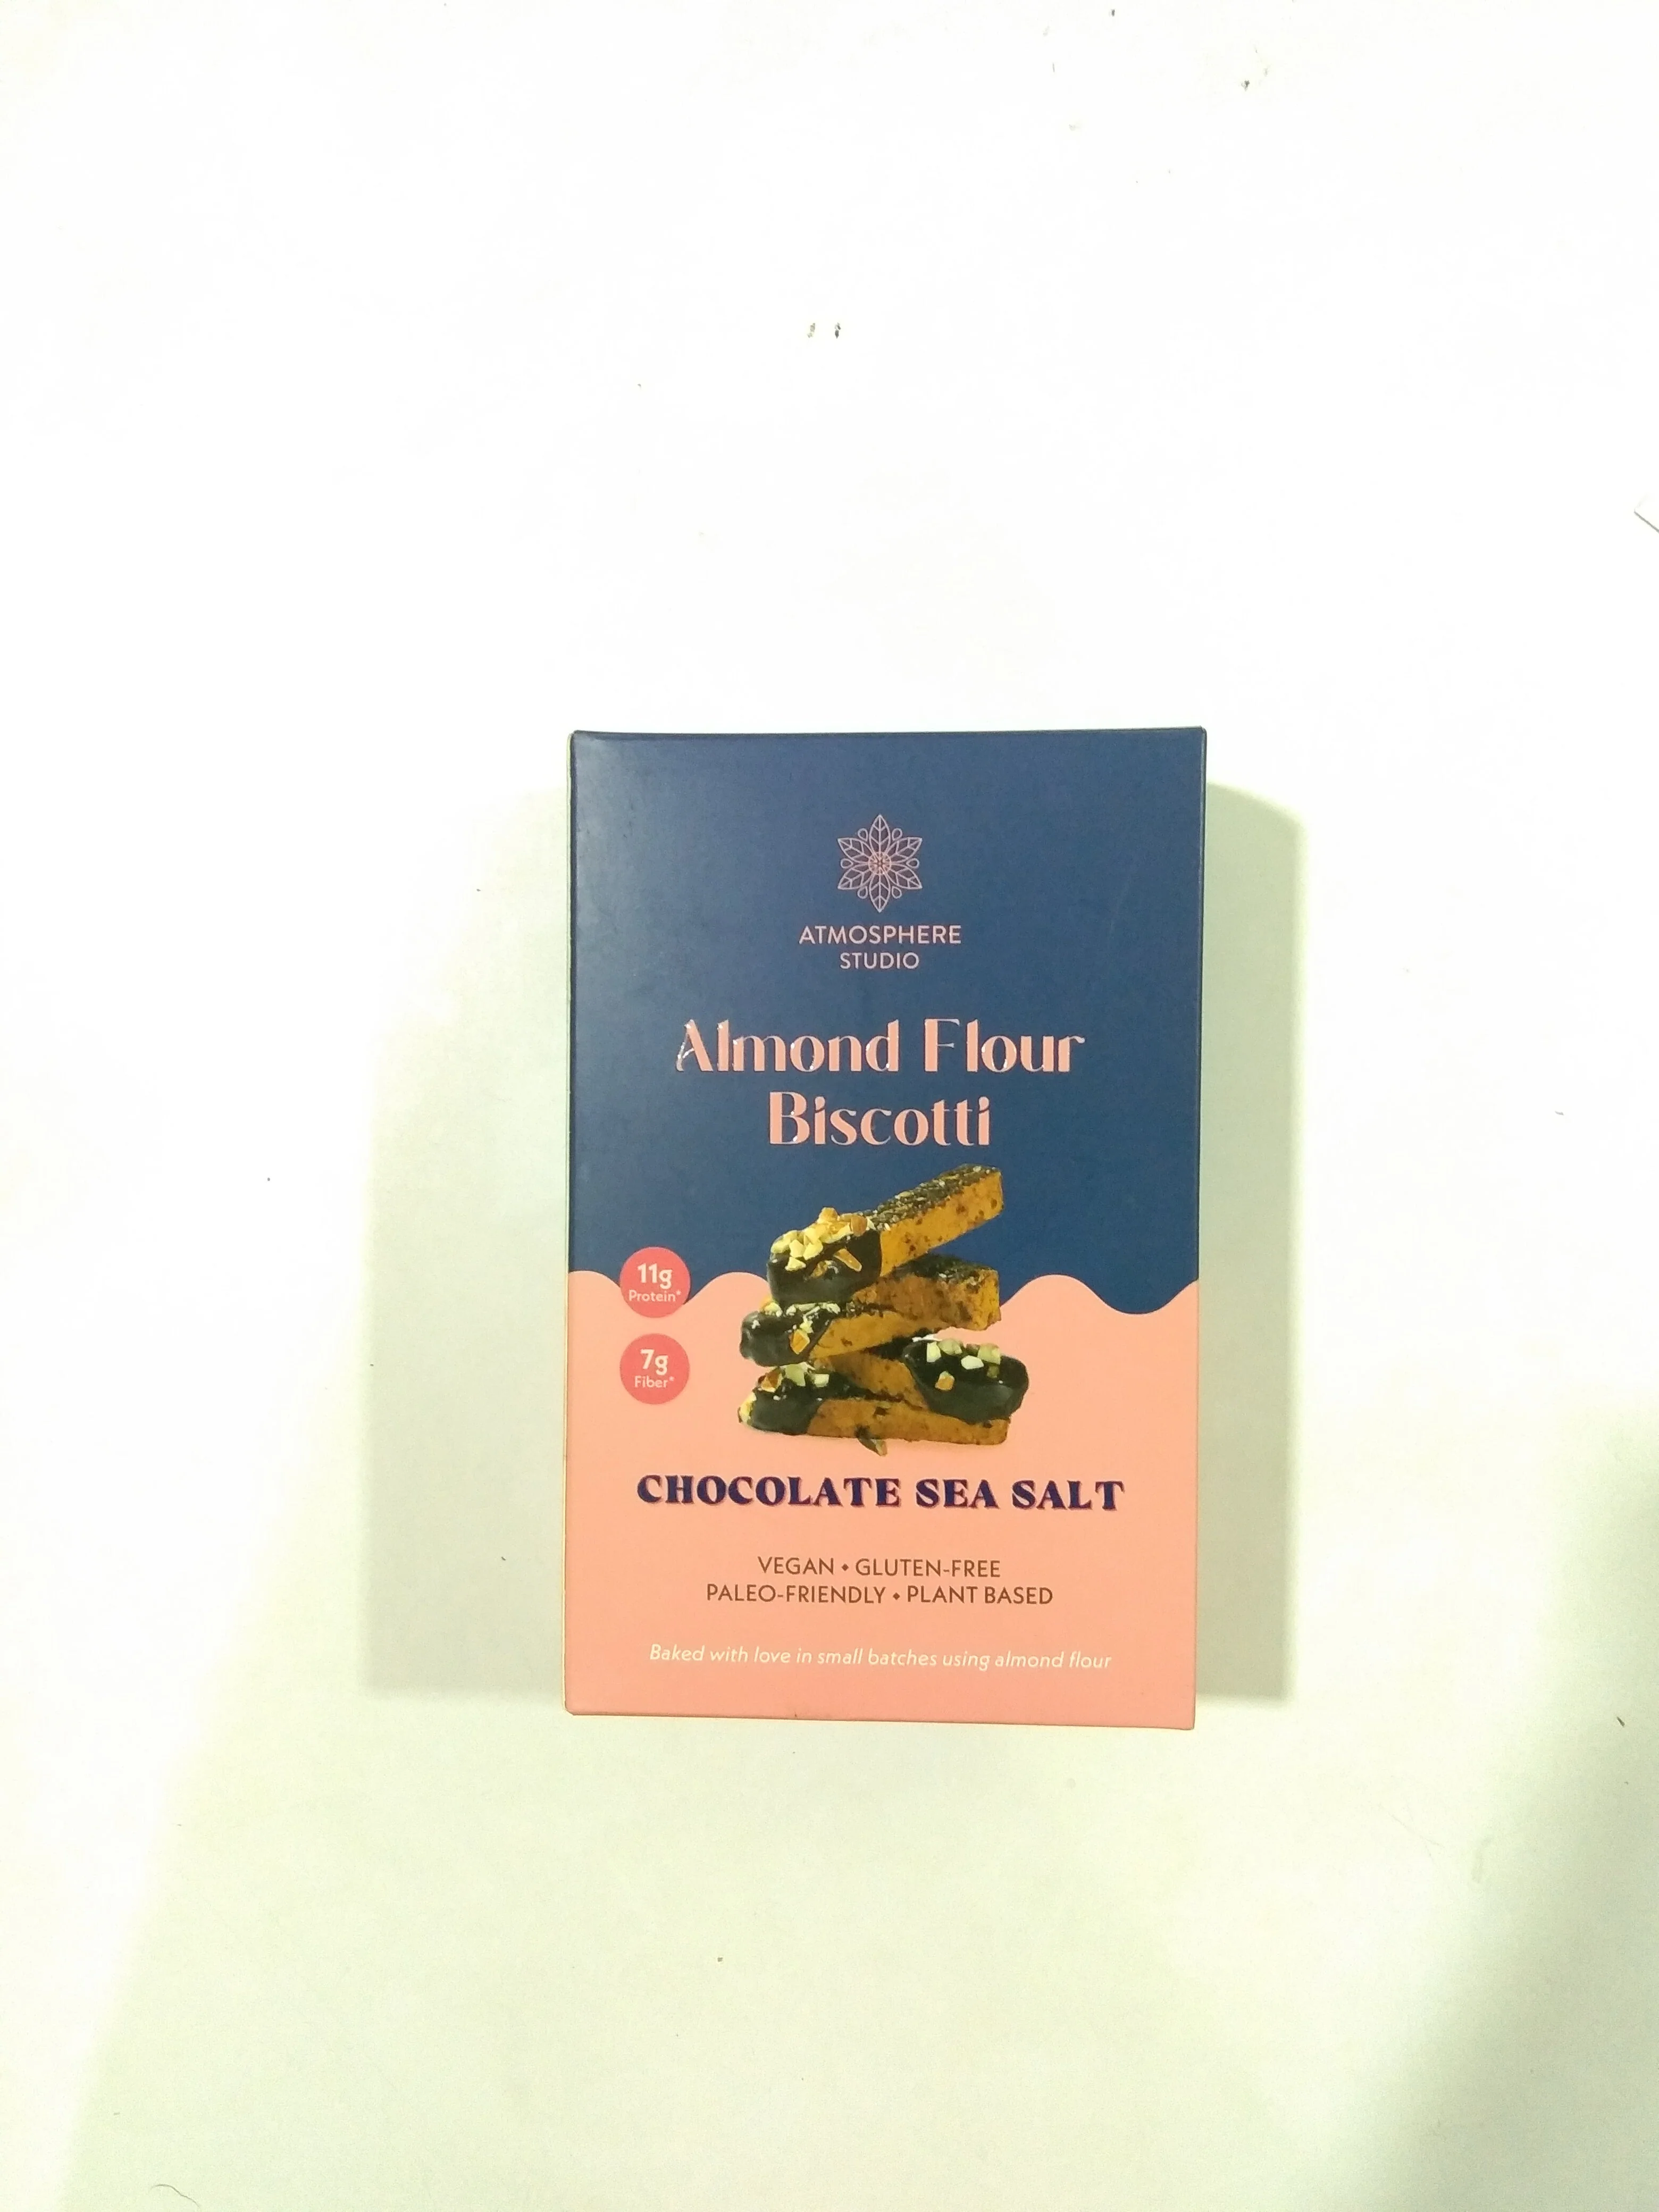 ATMOSPHERE
STUDIO
Almond Flour
Biscotti
11g
Protein*
7g
Fiber*
CHOCOLATE SEA SALT
VEGAN • GLUTEN-FREE
PALEO-FRIENDLY • PLANT BASED
Baked with love in small batches using almond flour